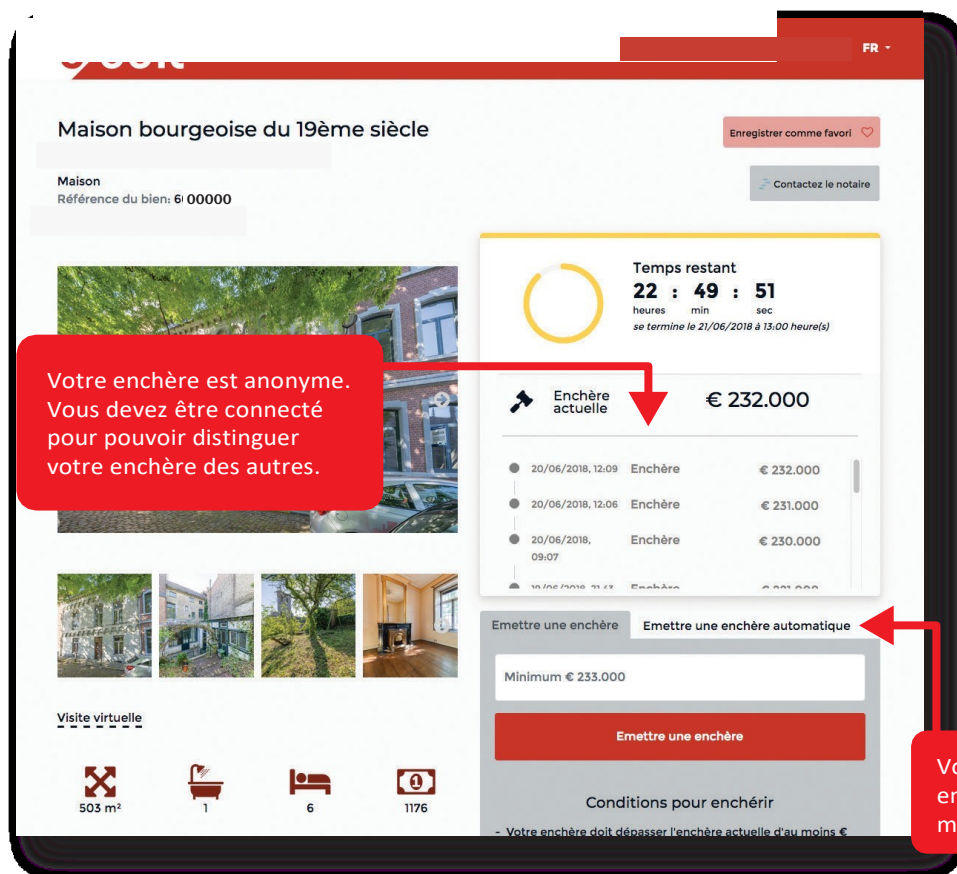 FR
Maison bourgeoise du 19ème siècle
Enregistrer comme favori
Maison
Référence du bien: 6 00000
Contactez le notaire
Temps restant
22 : 49 : 51
heures min sec
se termine le 21/06/2018 à 13:00 heure(s)
Votre enchère est anonyme.
Vous devez être connecté
pour pouvoir distinguer
votre enchère des autres.
Enchère
actuelle
€ 232.000
20/06/2018, 12:09 Enchère € 232.000
20/06/2018, 12:06 Enchère € 231.000
20/06/2018,
09:07
Enchère € 230.000
Enchère
Emettre une enchère
Emettre une enchère automatique
Minimum € 233.000
Emettre une enchère
Visite virtuelle
503 m²
1
6
1176
Conditions pour enchérir
- Votre enchère doit dépasser l'enchère actuelle d'au moins €